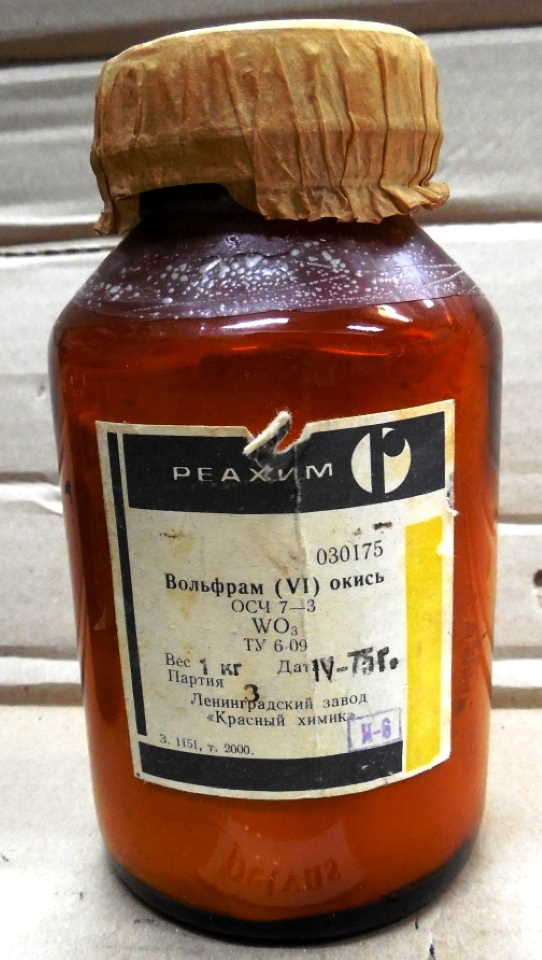 РЕАХИМ
030175
Вольфрам (VI) окись
ОСЧ 7—3
WO₃
ТУ 6-09
Вес 1 кг Дата IV-75г.
Партия 3
Ленинградский завод
«Красный химик»
И-6
З. 1151, т. 2000.